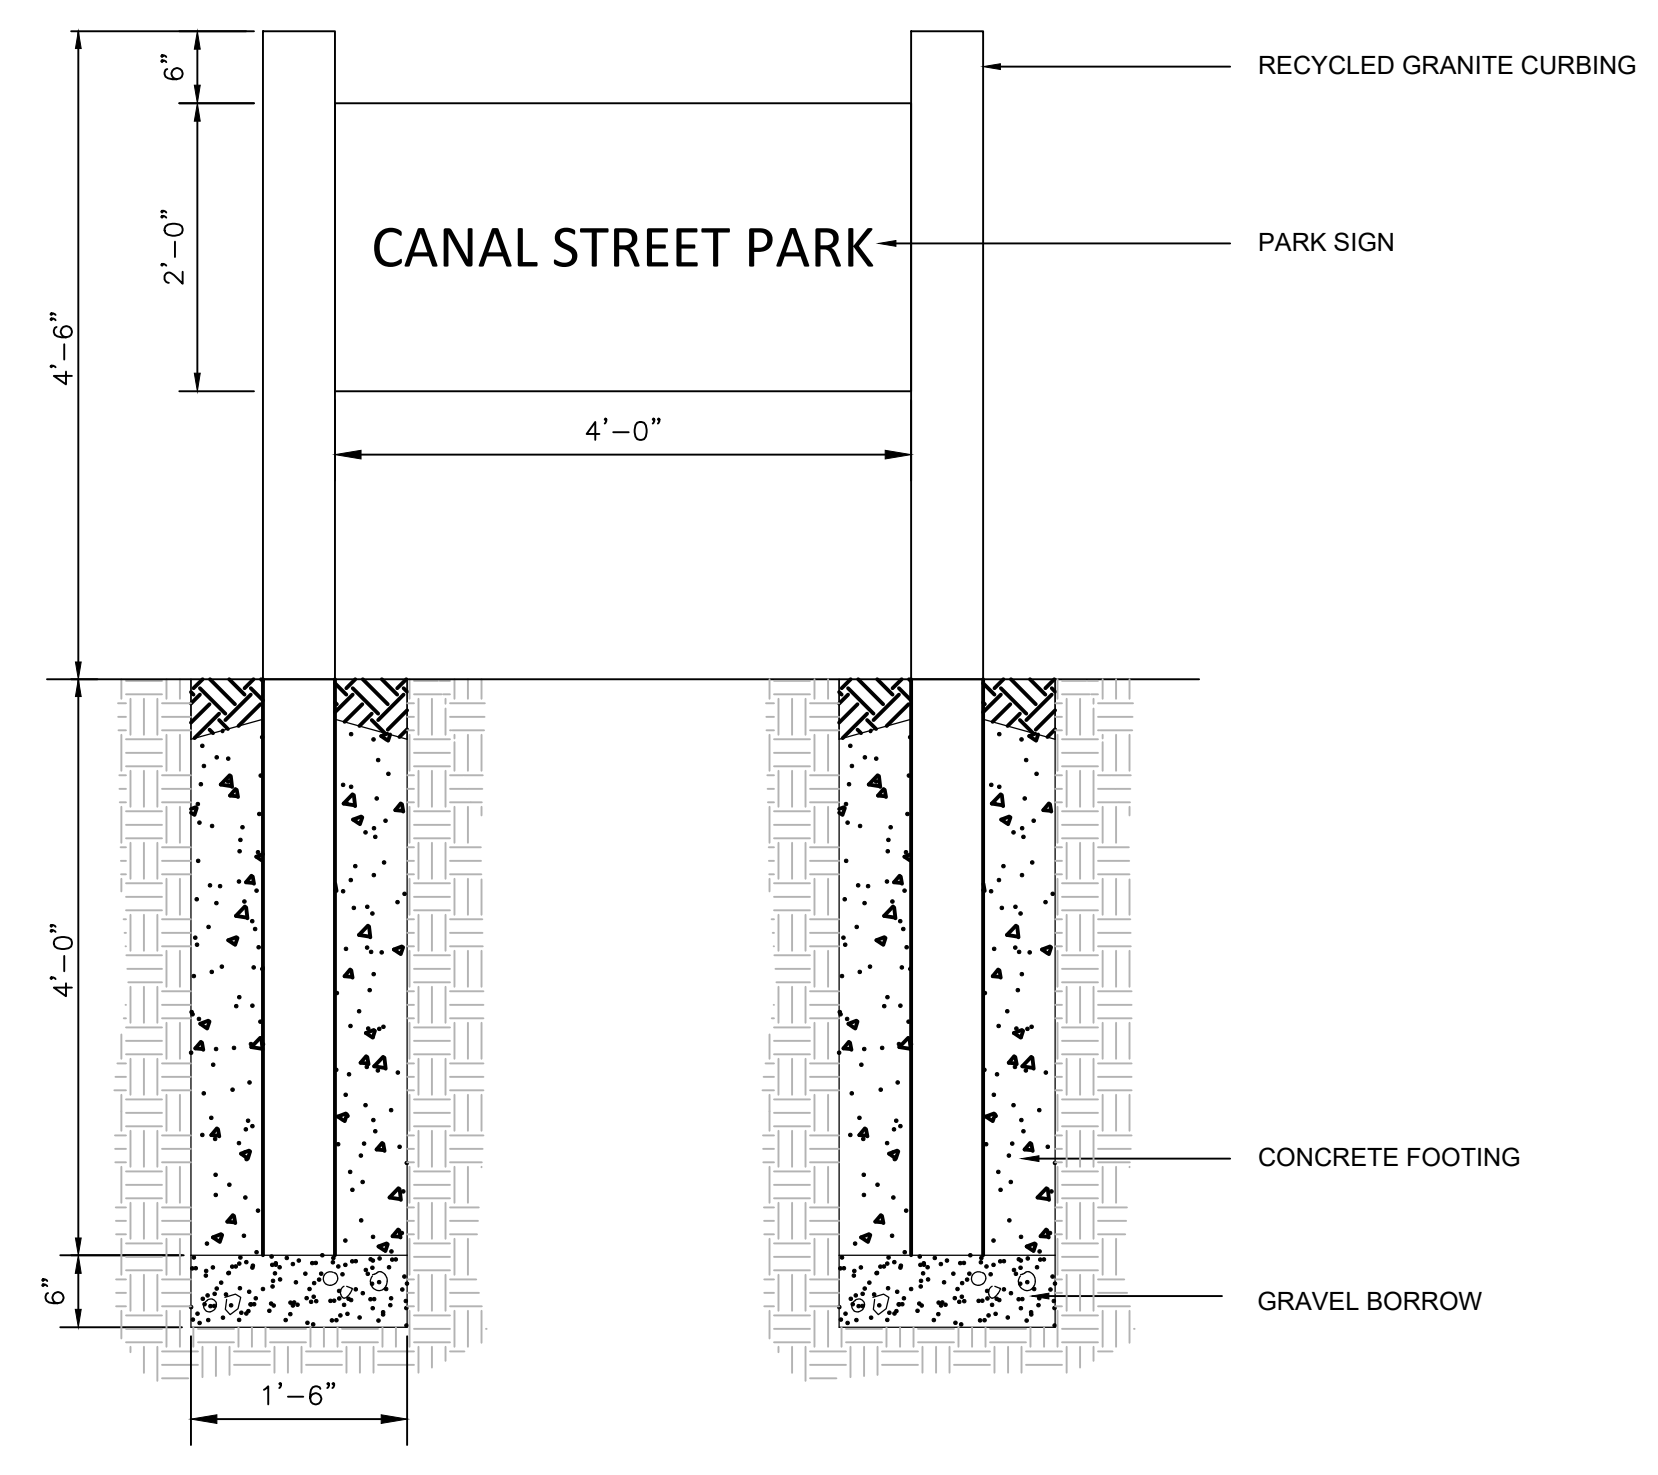 6”
RECYCLED GRANITE CURBING
2’–0”
CANAL STREET PARK
PARK SIGN
4’–6”
4’–0”
4’–0”
CONCRETE FOOTING
6”
GRAVEL BORROW
1’–6”